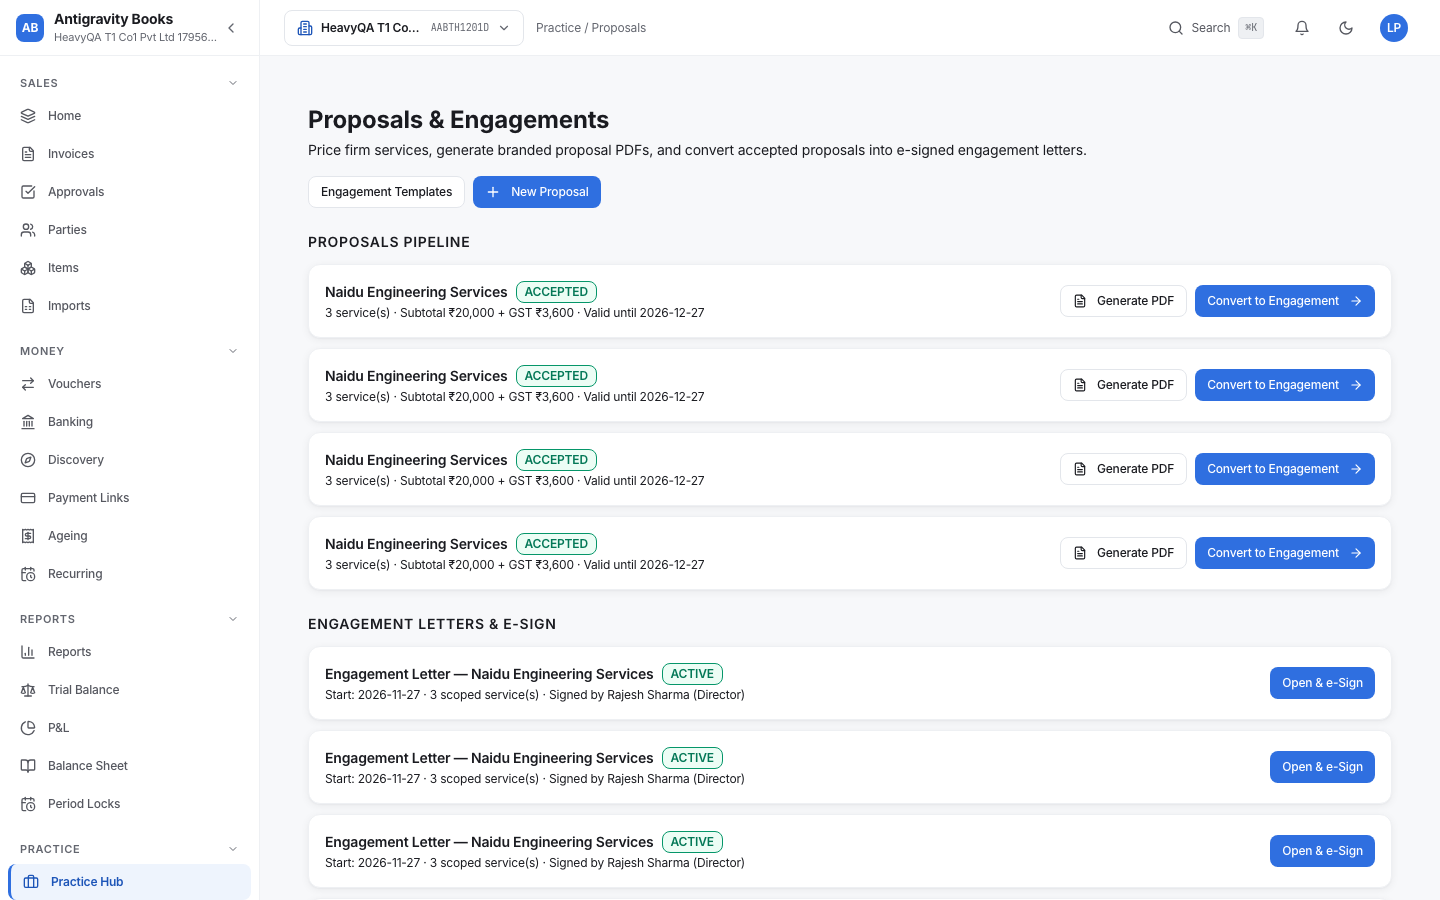 AB
Antigravity Books
HeavyQA T1 Co1 Pvt Ltd 17956...
SALES
Home
Invoices
Approvals
Parties
Items
Imports
MONEY
Vouchers
Banking
Discovery
Payment Links
Ageing
Recurring
REPORTS
Reports
Trial Balance
P&L
Balance Sheet
Period Locks
PRACTICE
Practice Hub
HeavyQA T1 Co... AABTH1201D
Practice / Proposals
Search ⌘K
LP
Proposals & Engagements
Price firm services, generate branded proposal PDFs, and convert accepted proposals into e-signed engagement letters.
Engagement Templates
New Proposal
PROPOSALS PIPELINE
Naidu Engineering Services ACCEPTED
3 service(s) · Subtotal ₹20,000 + GST ₹3,600 · Valid until 2026-12-27
Generate PDF
Convert to Engagement
Naidu Engineering Services ACCEPTED
3 service(s) · Subtotal ₹20,000 + GST ₹3,600 · Valid until 2026-12-27
Generate PDF
Convert to Engagement
Naidu Engineering Services ACCEPTED
3 service(s) · Subtotal ₹20,000 + GST ₹3,600 · Valid until 2026-12-27
Generate PDF
Convert to Engagement
Naidu Engineering Services ACCEPTED
3 service(s) · Subtotal ₹20,000 + GST ₹3,600 · Valid until 2026-12-27
Generate PDF
Convert to Engagement
ENGAGEMENT LETTERS & E-SIGN
Engagement Letter — Naidu Engineering Services ACTIVE
Start: 2026-11-27 · 3 scoped service(s) · Signed by Rajesh Sharma (Director)
Open & e-Sign
Engagement Letter — Naidu Engineering Services ACTIVE
Start: 2026-11-27 · 3 scoped service(s) · Signed by Rajesh Sharma (Director)
Open & e-Sign
Engagement Letter — Naidu Engineering Services ACTIVE
Start: 2026-11-27 · 3 scoped service(s) · Signed by Rajesh Sharma (Director)
Open & e-Sign